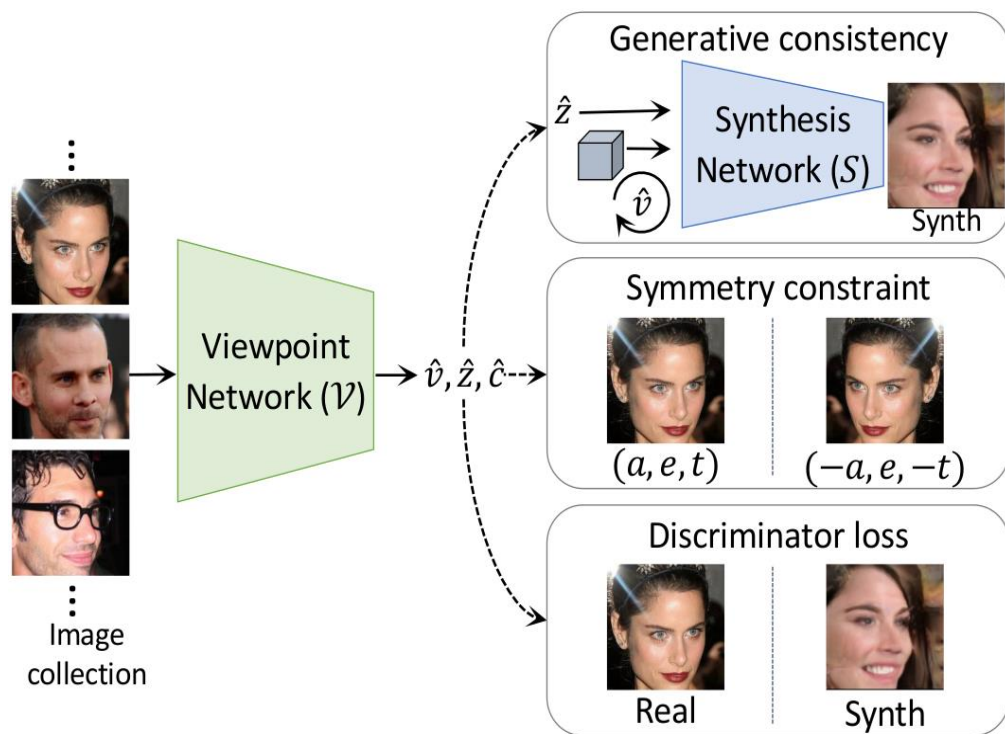 Generative consistency
ẑ
Synthesis
Network (S)
v̂
Synth
⋮
Viewpoint
Network (𝒱)
v̂, ẑ, ĉ
⋮
Image
collection
Symmetry constraint
(a, e, t)
(−a, e, −t)
Discriminator loss
Real
Synth